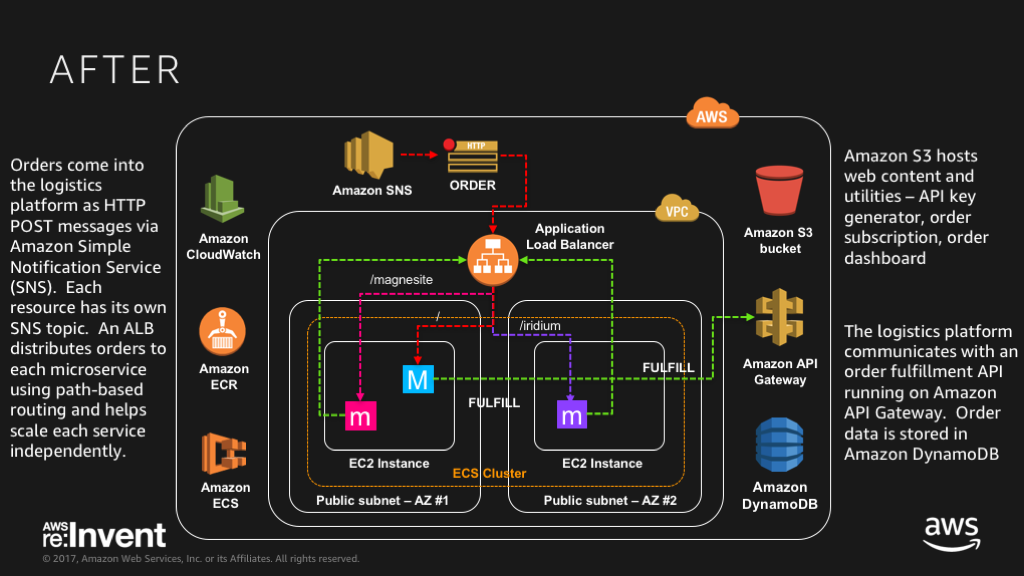 AFTER
Orders come into
the logistics
platform as HTTP
POST messages via
Amazon Simple
Notification Service
(SNS).  Each
resource has its own
SNS topic.  An ALB
distributes orders to
each microservice
using path-based
routing and helps
scale each service
independently.
AWS
Amazon SNS
HTTP
ORDER
Amazon
CloudWatch
Amazon
ECR
Amazon
ECS
VPC
Application
Load Balancer
/magnesite
/
/iridium
M
m
m
FULFILL
FULFILL
EC2 Instance
EC2 Instance
ECS Cluster
Public subnet – AZ #1
Public subnet – AZ #2
Amazon S3
bucket
Amazon API
Gateway
Amazon
DynamoDB
Amazon S3 hosts
web content and
utilities – API key
generator, order
subscription, order
dashboard
The logistics platform
communicates with an
order fulfillment API
running on Amazon
API Gateway.  Order
data is stored in
Amazon DynamoDB
AWS
re:Invent
© 2017, Amazon Web Services, Inc. or its Affiliates. All rights reserved.
aws